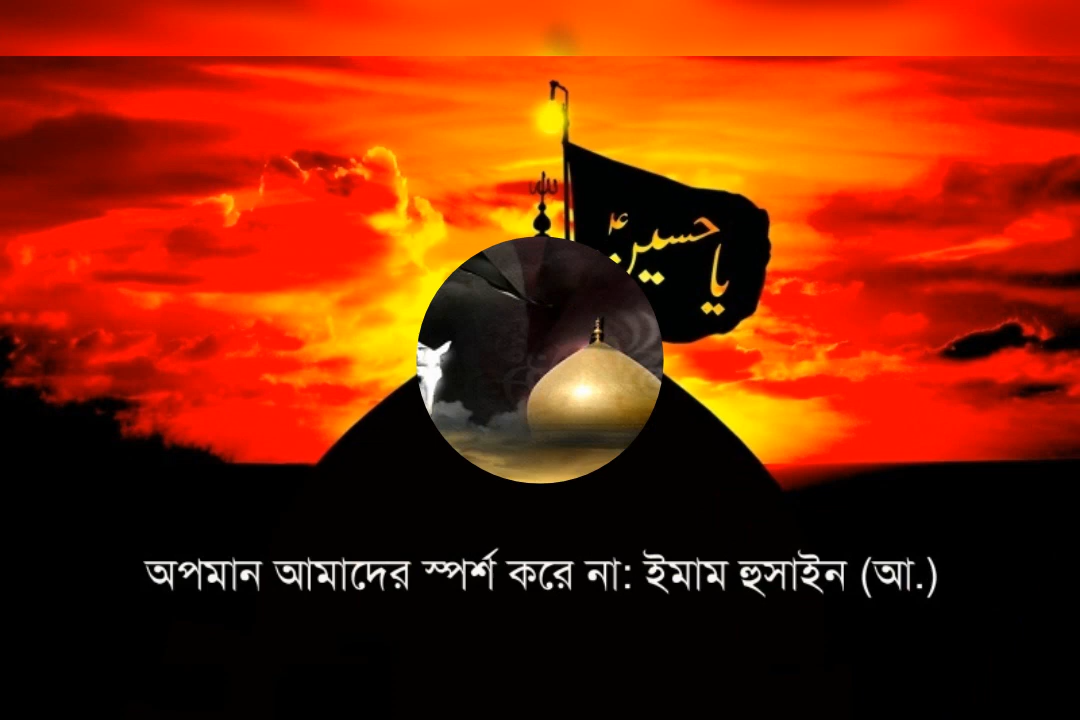 يا حسين ع
অপমান আমাদের স্পর্শ করে না: ইমাম হুসাইন (আ.)